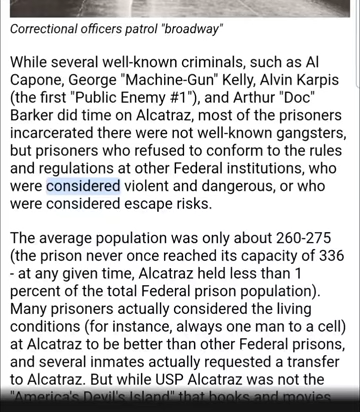 Correctional officers patrol "broadway"
While several well-known criminals, such as Al
Capone, George "Machine-Gun" Kelly, Alvin Karpis
(the first "Public Enemy #1"), and Arthur "Doc"
Barker did time on Alcatraz, most of the prisoners
incarcerated there were not well-known gangsters,
but prisoners who refused to conform to the rules
and regulations at other Federal institutions, who
were considered violent and dangerous, or who
were considered escape risks.
The average population was only about 260-275
(the prison never once reached its capacity of 336
- at any given time, Alcatraz held less than 1
percent of the total Federal prison population).
Many prisoners actually considered the living
conditions (for instance, always one man to a cell)
at Alcatraz to be better than other Federal prisons,
and several inmates actually requested a transfer
to Alcatraz. But while USP Alcatraz was not the
"America's Devil's Island" that books and movies